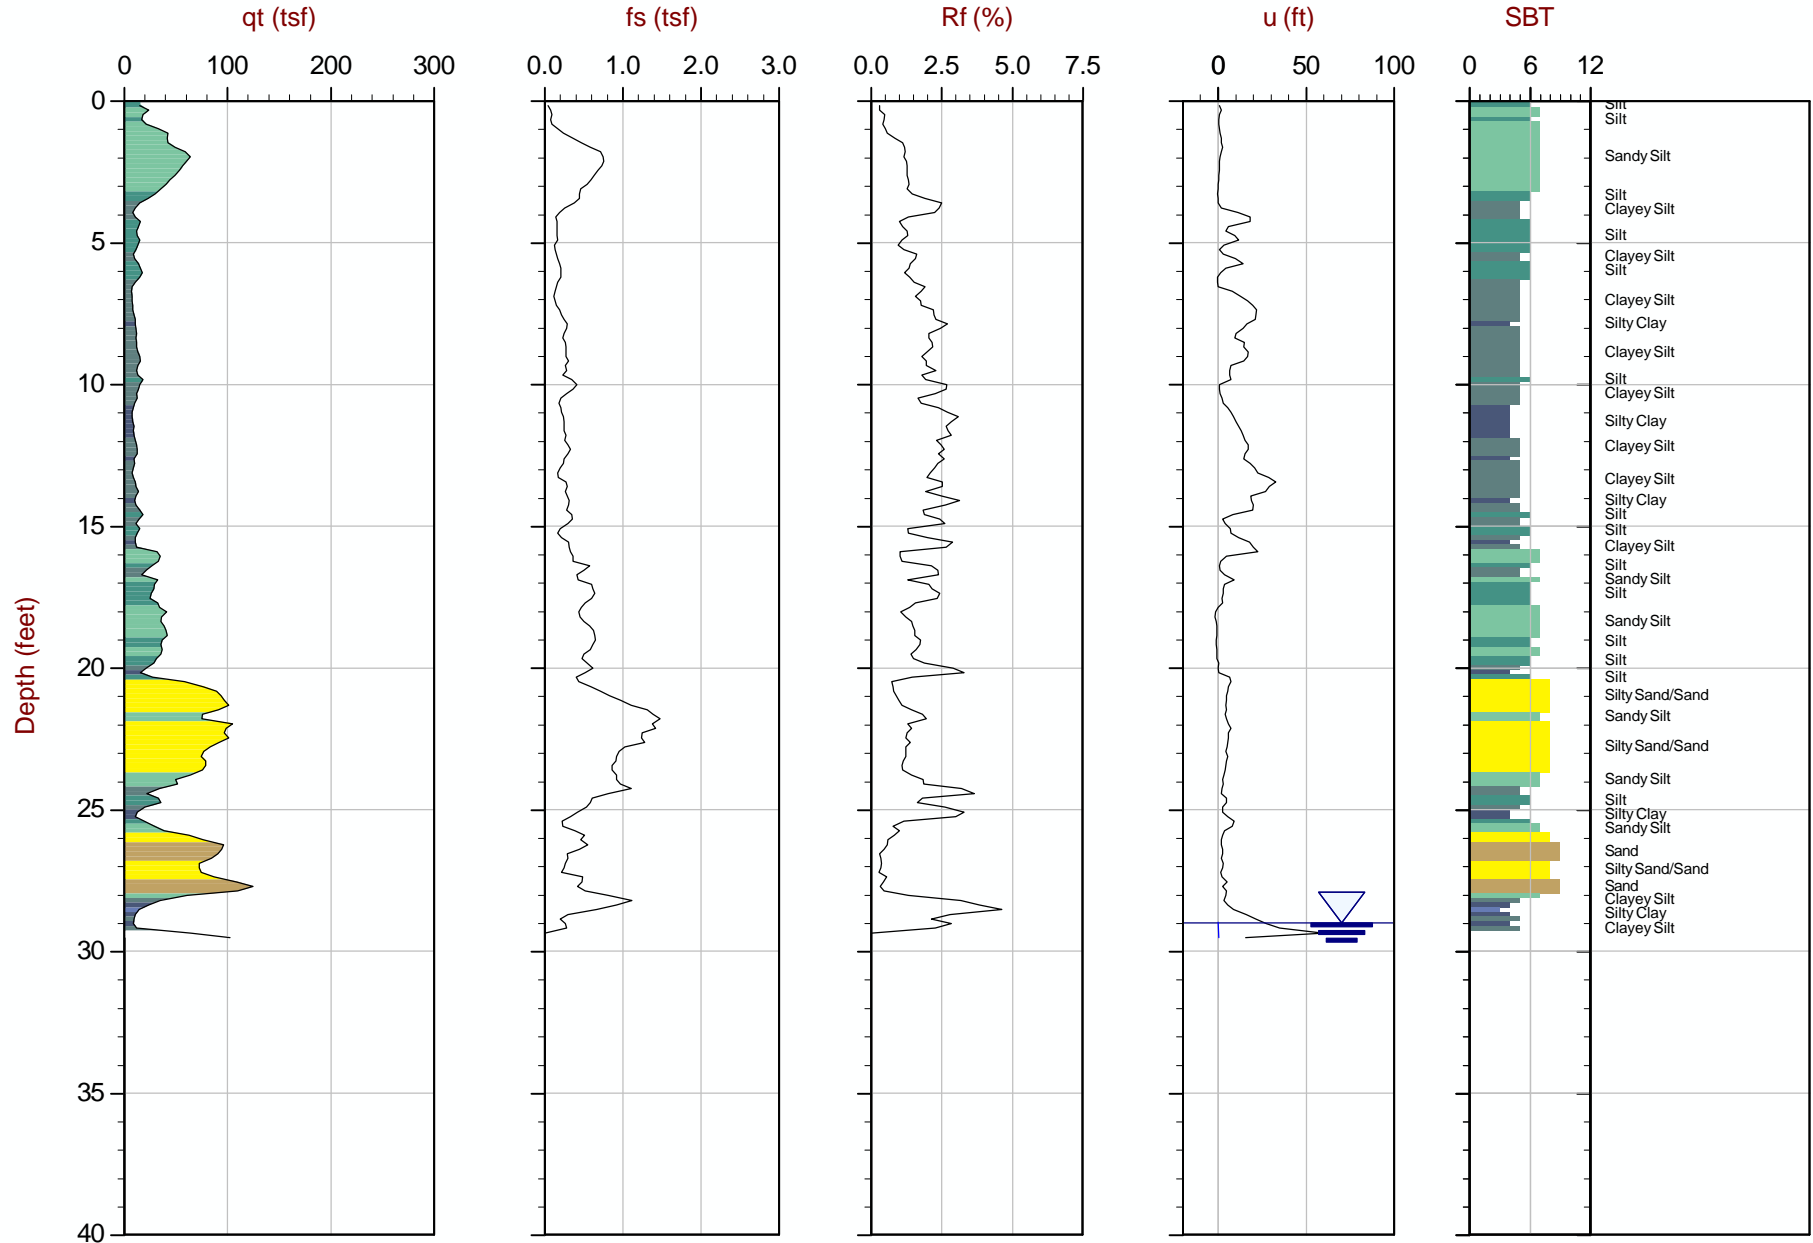 qt (tsf) fs (tsf) Rf (%) u (ft) SBT
0 100 200 300 0.0 1.0 2.0 3.0 0.0 2.5 5.0 7.5 0 50 100 0 6 12
0
5
10
15
20
25
30
35
40
Depth (feet)
Silt
Silt
Sandy Silt
Silt
Clayey Silt
Silt
Clayey Silt
Silt
Clayey Silt
Silty Clay
Clayey Silt
Silt
Clayey Silt
Silty Clay
Clayey Silt
Clayey Silt
Silty Clay
Silt
Silt
Clayey Silt
Silt
Sandy Silt
Silt
Sandy Silt
Silt
Silt
Silt
Silty Sand/Sand
Sandy Silt
Silty Sand/Sand
Sandy Silt
Silt
Silty Clay
Sandy Silt
Sand
Silty Sand/Sand
Sand
Clayey Silt
Silty Clay
Clayey Silt